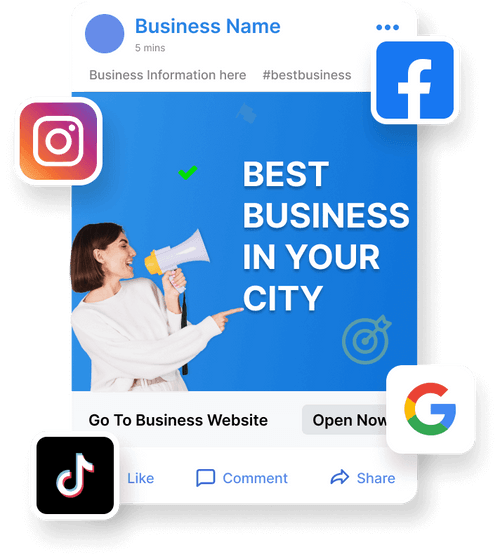 Business Name
5 mins
Business Information here #bestbusiness
BEST
BUSINESS
IN YOUR
CITY
Go To Business Website
Open Now
Like
Comment
Share